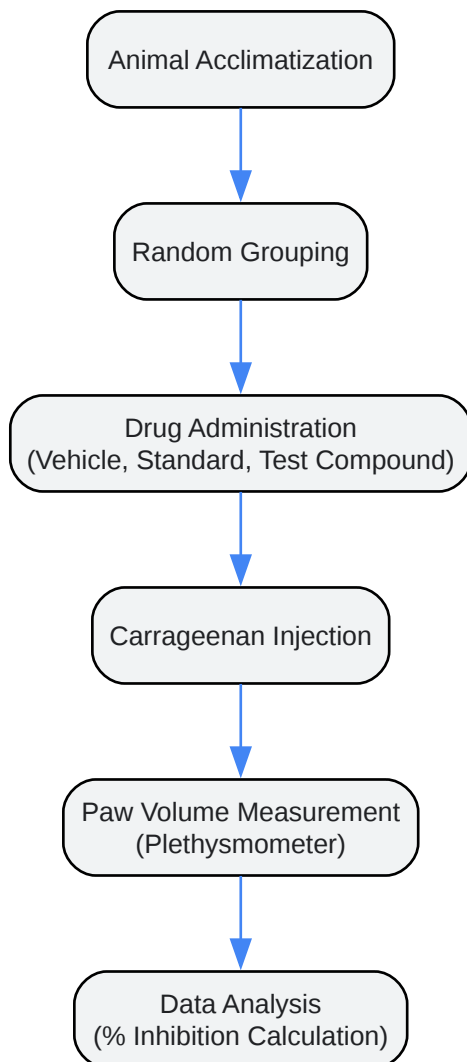 Animal Acclimatization
Random Grouping
Drug Administration
(Vehicle, Standard, Test Compound)
Carrageenan Injection
Paw Volume Measurement
(Plethysmometer)
Data Analysis
(% Inhibition Calculation)